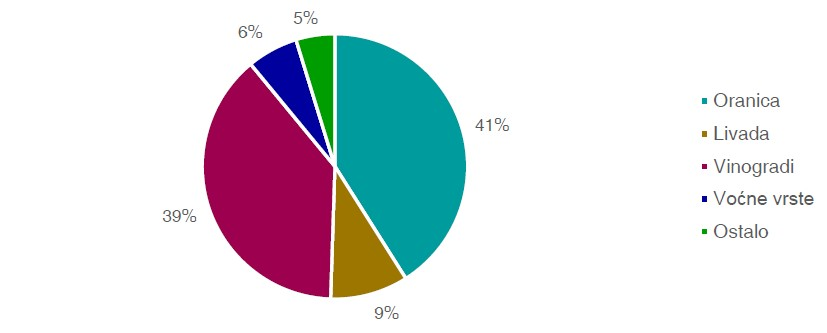 5%
6%
41%
39%
9%
Oranica
Livada
Vinogradi
Voćne vrste
Ostalo